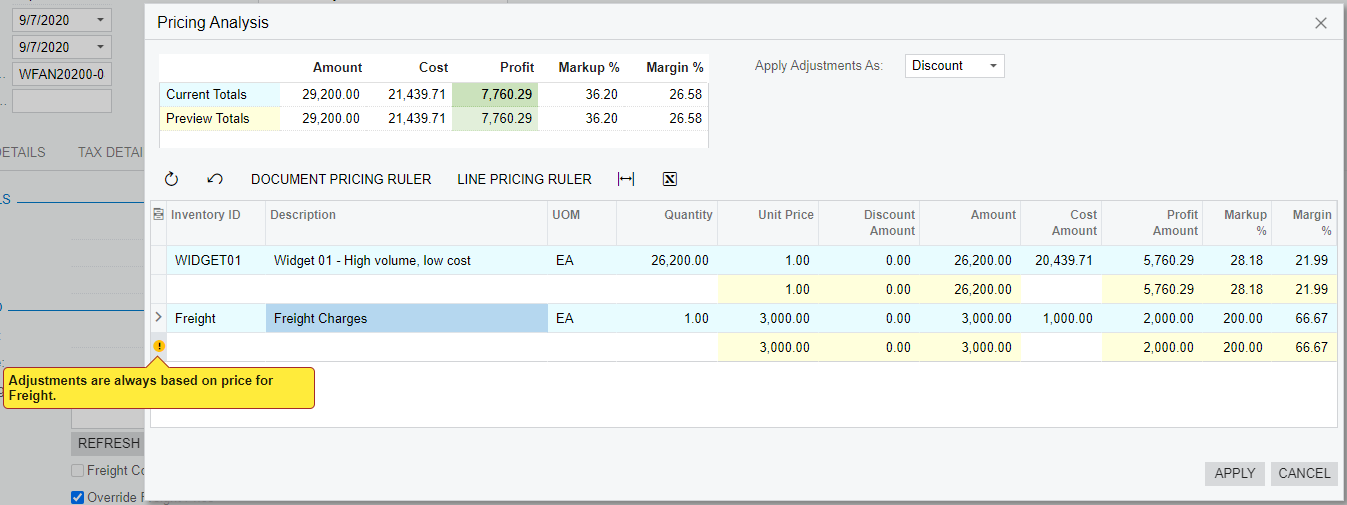 9/7/2020
9/7/2020
WFAN20200-0
DETAILS TAX DETAI
REFRESH
Freight Co
Override
Pricing Analysis
Amount Cost Profit Markup % Margin %
Current Totals 29,200.00 21,439.71 7,760.29 36.20 26.58
Preview Totals 29,200.00 21,439.71 7,760.29 36.20 26.58
Apply Adjustments As: Discount
DOCUMENT PRICING RULER LINE PRICING RULER
Inventory ID Description UOM Quantity Unit Price Discount Amount Amount Cost Amount Profit Amount Markup % Margin %
WIDGET01 Widget 01 - High volume, low cost EA 26,200.00 1.00 0.00 26,200.00 20,439.71 5,760.29 28.18 21.99
1.00 0.00 26,200.00 5,760.29 28.18 21.99
Freight Freight Charges EA 1.00 3,000.00 0.00 3,000.00 1,000.00 2,000.00 200.00 66.67
3,000.00 0.00 3,000.00 2,000.00 200.00 66.67
Adjustments are always based on price for
Freight.
APPLY CANCEL